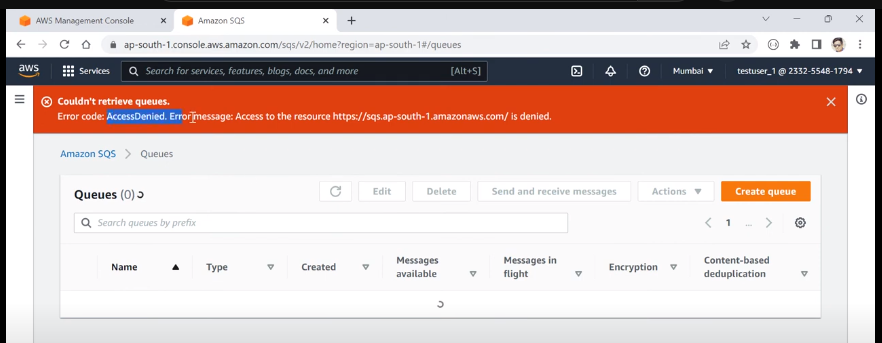 AWS Management Console
Amazon SQS
ap-south-1.console.aws.amazon.com/sqs/v2/home?region=ap-south-1#/queues
aws
Services
Search for services, features, blogs, docs, and more
[Alt+S]
Mumbai
testuser_1 @ 2332-5548-1794
Couldn't retrieve queues.
Error code: AccessDenied. Error message: Access to the resource https://sqs.ap-south-1.amazonaws.com/ is denied.
Amazon SQS > Queues
Queues (0)
Edit
Delete
Send and receive messages
Actions
Create queue
Search queues by prefix
1 ...
Name
Type
Created
Messages available
Messages in flight
Encryption
Content-based deduplication